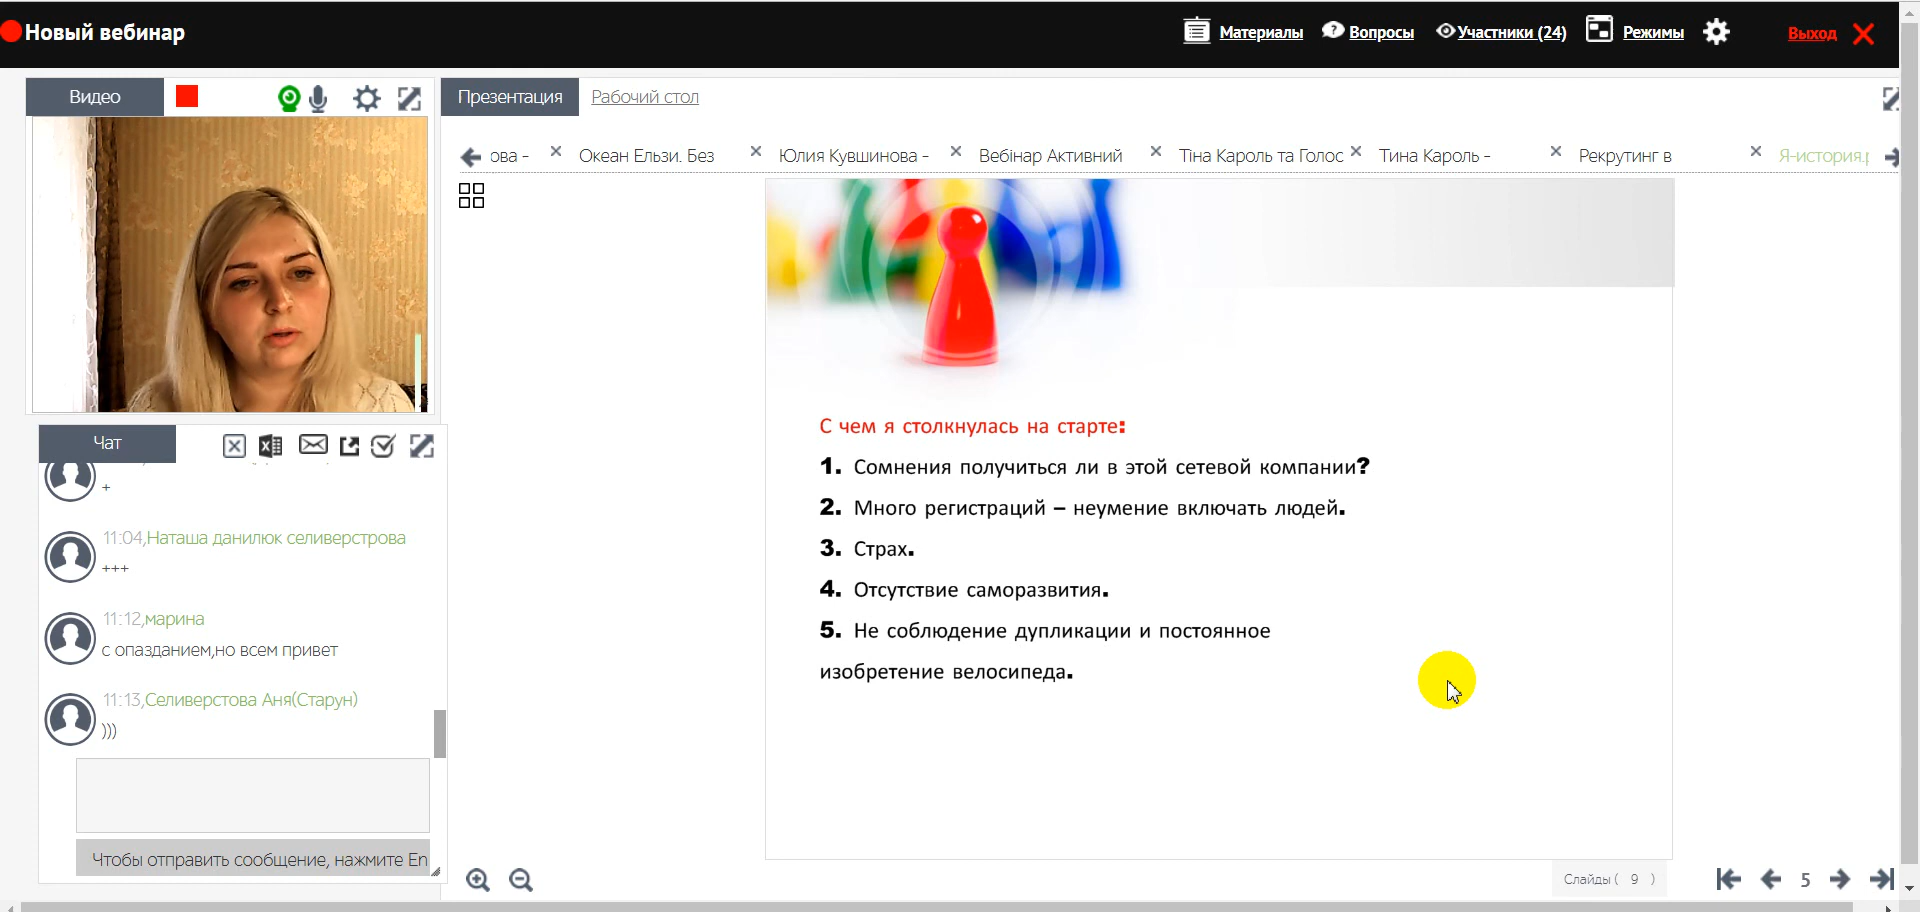 Новый вебинар
Материалы
Вопросы
Участники (24)
Режимы
Выход
Видео
Презентация
Рабочий стол
ова -
Океан Ельзи. Без
Юлия Кувшинова -
Вебінар Активний
Тіна Кароль та Голос
Тина Кароль -
Рекрутинг в
Я-история.р
С чем я столкнулась на старте:
1. Сомнения получиться ли в этой сетевой компании?
2. Много регистраций – неумение включать людей.
3. Страх.
4. Отсутствие саморазвития.
5. Не соблюдение дупликации и постоянное
изобретение велосипеда.
Чат
+
11:04,Наташа данилюк селиверстрова
+++
11:12,марина
с опазданием,но всем привет
11:13,Селиверстова Аня(Старун)
)))
Чтобы отправить сообщение, нажмите En
Слайды ( 9 )
5